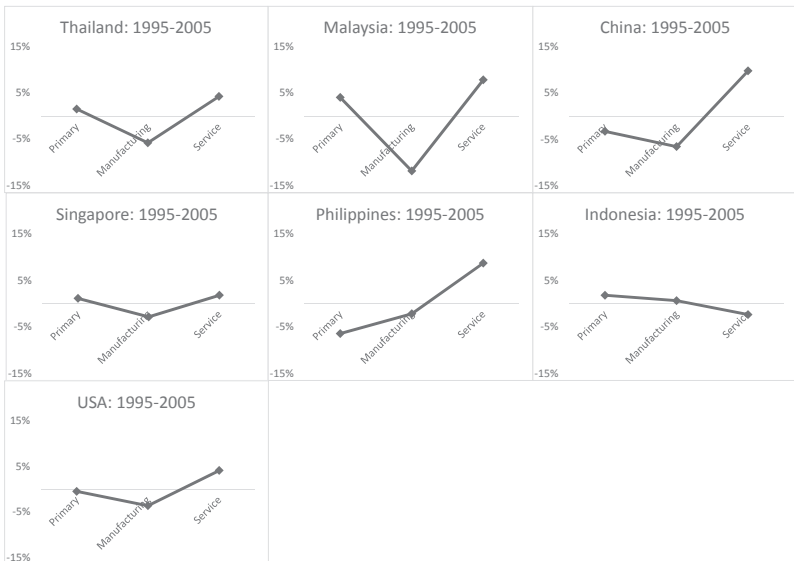 Thailand: 1995-2005
15%
5%
-5%
-15%
Primary
Manufacturing
Service
Malaysia: 1995-2005
15%
5%
-5%
-15%
Primary
Manufacturing
Service
China: 1995-2005
15%
5%
-5%
-15%
Primary
Manufacturing
Service
Singapore: 1995-2005
15%
5%
-5%
-15%
Primary
Manufacturing
Service
Philippines: 1995-2005
15%
5%
-5%
-15%
Primary
Manufacturing
Service
Indonesia: 1995-2005
15%
5%
-5%
-15%
Primary
Manufacturing
Service
USA: 1995-2005
15%
5%
-5%
-15%
Primary
Manufacturing
Service